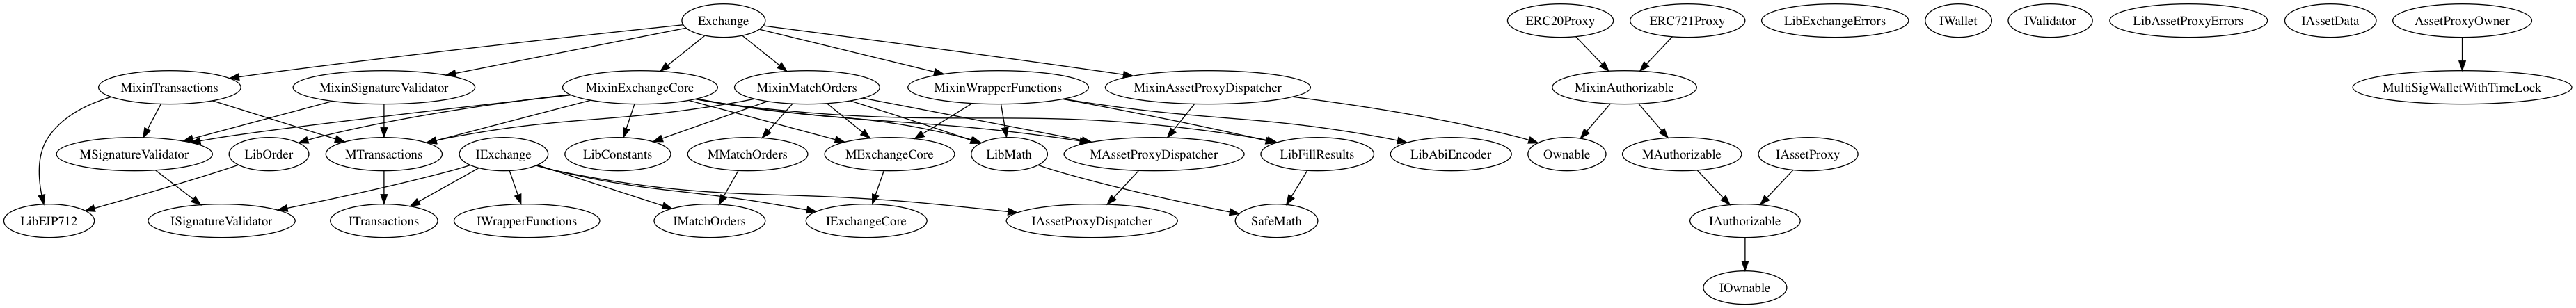 Exchange
ERC20Proxy
ERC721Proxy
LibExchangeErrors
IWallet
IValidator
LibAssetProxyErrors
IAssetData
AssetProxyOwner
MixinTransactions
MixinSignatureValidator
MixinExchangeCore
MixinMatchOrders
MixinWrapperFunctions
MixinAssetProxyDispatcher
MixinAuthorizable
MultiSigWalletWithTimeLock
MSignatureValidator
LibOrder
MTransactions
IExchange
LibConstants
MMatchOrders
MExchangeCore
LibMath
MAssetProxyDispatcher
LibFillResults
LibAbiEncoder
Ownable
MAuthorizable
IAssetProxy
LibEIP712
ISignatureValidator
ITransactions
IWrapperFunctions
IMatchOrders
IExchangeCore
IAssetProxyDispatcher
SafeMath
IAuthorizable
IOwnable